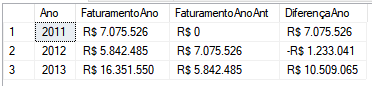 Ano FaturamentoAno FaturamentoAnoAnt DiferençaAno
1 2011 R$ 7.075.526 R$ 0 R$ 7.075.526
2 2012 R$ 5.842.485 R$ 7.075.526 -R$ 1.233.041
3 2013 R$ 16.351.550 R$ 5.842.485 R$ 10.509.065